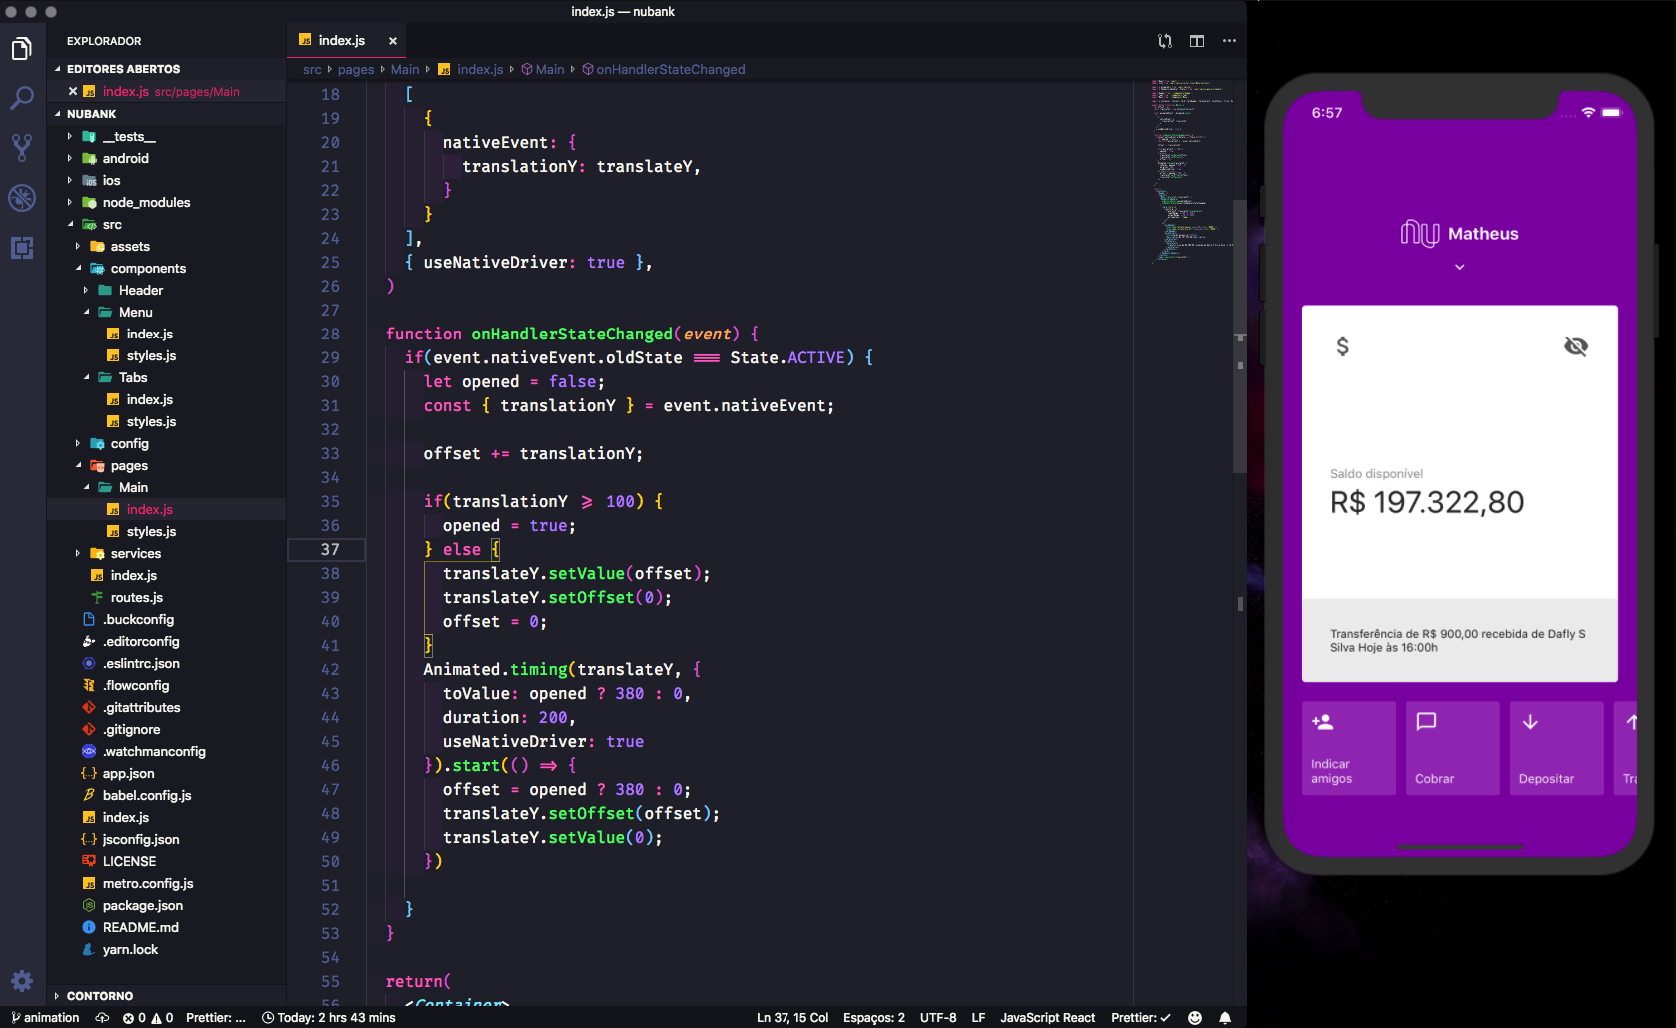 index.js — nubank
EXPLORADOR
EDITORES ABERTOS
index.js src/pages/Main
NUBANK
__tests__
android
ios
node_modules
src
assets
components
Header
Menu
index.js
styles.js
Tabs
index.js
styles.js
config
pages
Main
index.js
styles.js
services
index.js
routes.js
.buckconfig
.editorconfig
.eslintrc.json
.flowconfig
.gitattributes
.gitignore
.watchmanconfig
app.json
babel.config.js
index.js
jsconfig.json
LICENSE
metro.config.js
package.json
README.md
yarn.lock
CONTORNO
index.js
src pages Main index.js Main onHandlerStateChanged
18 [
19 {
20 nativeEvent: {
21 translationY: translateY,
22 }
23 }
24 ],
25 { useNativeDriver: true },
26 )
27
28 function onHandlerStateChanged(event) {
29 if(event.nativeEvent.oldState === State.ACTIVE) {
30 let opened = false;
31 const { translationY } = event.nativeEvent;
32
33 offset += translationY;
34
35 if(translationY >= 100) {
36 opened = true;
37 } else {
38 translateY.setValue(offset);
39 translateY.setOffset(0);
40 offset = 0;
41 }
42 Animated.timing(translateY, {
43 toValue: opened ? 380 : 0,
44 duration: 200,
45 useNativeDriver: true
46 }).start(() => {
47 offset = opened ? 380 : 0;
48 translateY.setOffset(offset);
49 translateY.setValue(0);
50 })
51
52 }
53 }
54
55 return(
56 <Container>
animation 0 0 Prettier: ... Today: 2 hrs 43 mins Ln 37, 15 Col Espaços: 2 UTF-8 LF JavaScript React Prettier: ✓
6:57
nu Matheus
$
Saldo disponível
R$ 197.322,80
Transferência de R$ 900,00 recebida de Dafly S
Silva Hoje às 16:00h
Indicar
amigos
Cobrar
Depositar
Tra